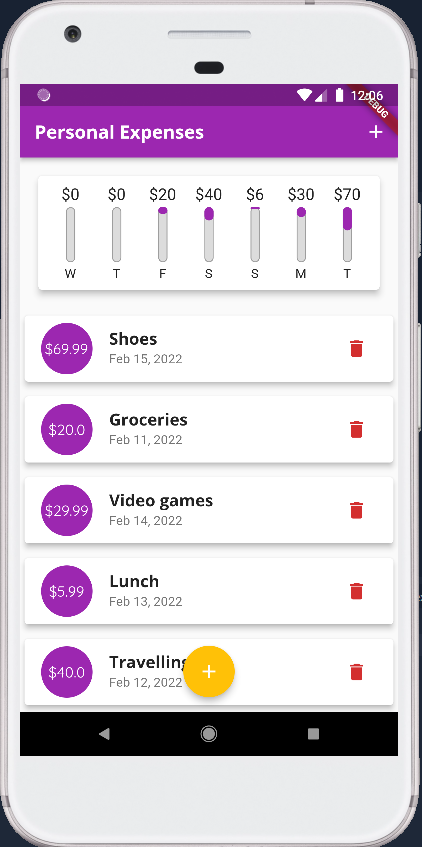 12:06
DEBUG
Personal Expenses
$0 $0 $20 $40 $6 $30 $70
W T F S S M T
$69.99
Shoes
Feb 15, 2022
$20.0
Groceries
Feb 11, 2022
$29.99
Video games
Feb 14, 2022
$5.99
Lunch
Feb 13, 2022
$40.0
Travelling
Feb 12, 2022